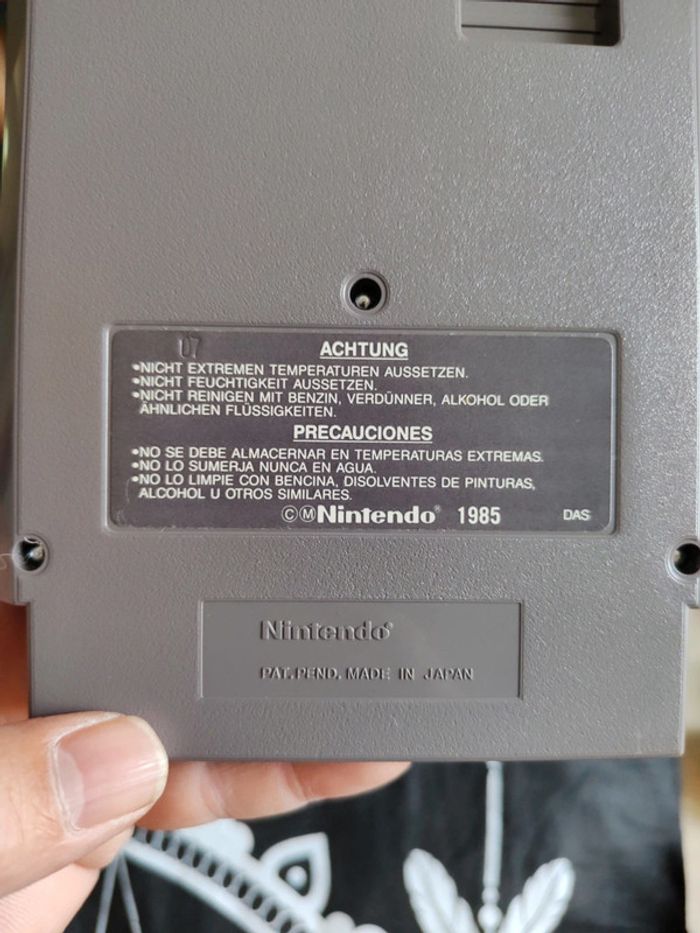 07
ACHTUNG
•NICHT EXTREMEN TEMPERATUREN AUSSETZEN.
•NICHT FEUCHTIGKEIT AUSSETZEN.
•NICHT REINIGEN MIT BENZIN, VERDÜNNER, ALKOHOL ODER
ÄHNLICHEN FLÜSSIGKEITEN.
PRECAUCIONES
•NO SE DEBE ALMACERNAR EN TEMPERATURAS EXTREMAS.
•NO LO SUMERJA NUNCA EN AGUA.
•NO LO LIMPIE CON BENCINA, DISOLVENTES DE PINTURAS,
ALCOHOL U OTROS SIMILARES.
©Ⓜ Nintendo® 1985 DAS
Nintendo®
PAT. PEND. MADE IN JAPAN